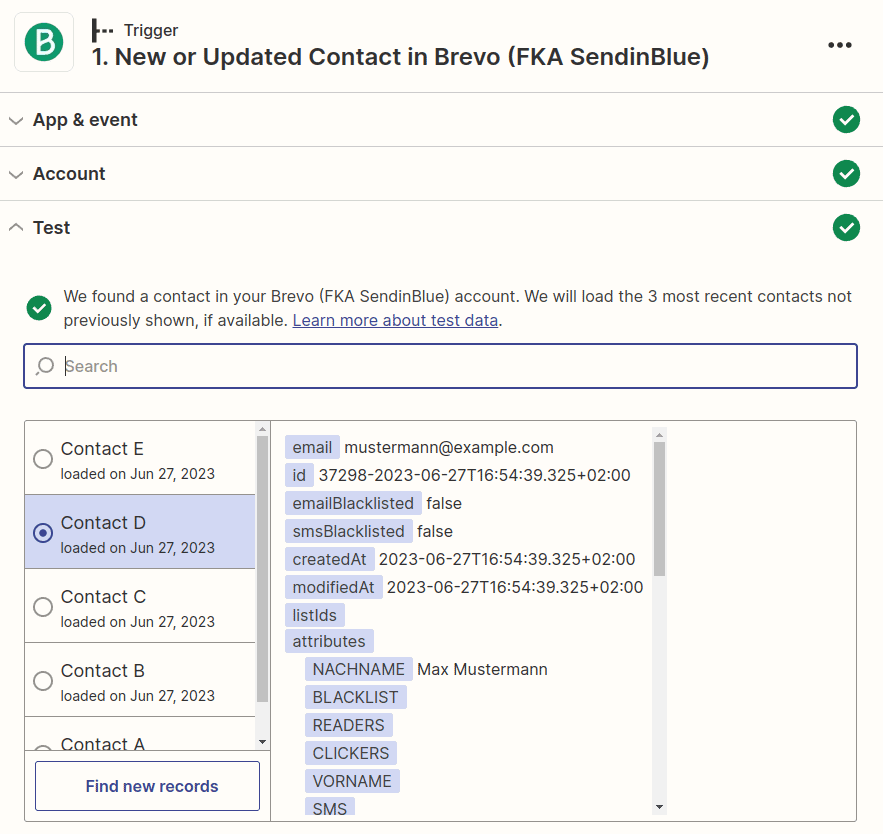 B
Trigger
1. New or Updated Contact in Brevo (FKA SendinBlue)
App & event
Account
Test
We found a contact in your Brevo (FKA SendinBlue) account. We will load the 3 most recent contacts not
previously shown, if available. Learn more about test data.
Search
Contact E
loaded on Jun 27, 2023
Contact D
loaded on Jun 27, 2023
Contact C
loaded on Jun 27, 2023
Contact B
loaded on Jun 27, 2023
Contact A
Find new records
email mustermann@example.com
id 37298-2023-06-27T16:54:39.325+02:00
emailBlacklisted false
smsBlacklisted false
createdAt 2023-06-27T16:54:39.325+02:00
modifiedAt 2023-06-27T16:54:39.325+02:00
listIds
attributes
NACHNAME Max Mustermann
BLACKLIST
READERS
CLICKERS
VORNAME
SMS